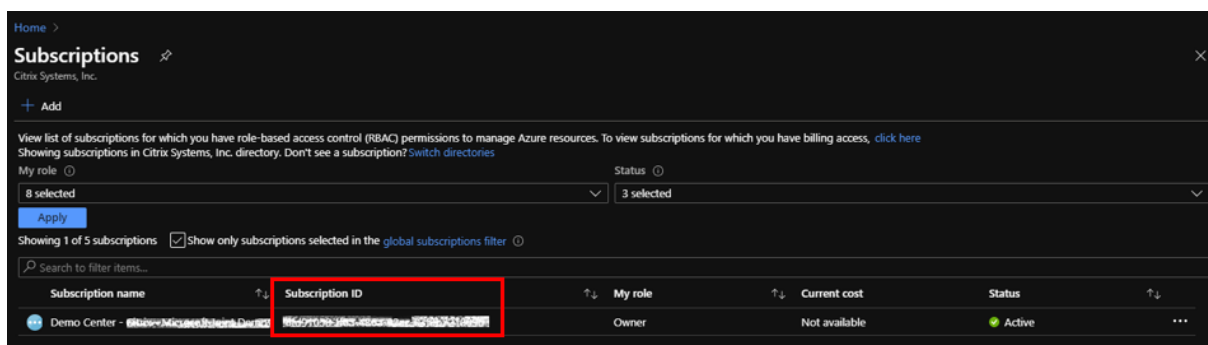 Home >
Subscriptions
Citrix Systems, Inc.
+ Add
View list of subscriptions for which you have role-based access control (RBAC) permissions to manage Azure resources. To view subscriptions for which you have billing access, click here
Showing subscriptions in Citrix Systems, Inc. directory. Don't see a subscription? Switch directories
My role Status
8 selected 3 selected
Apply
Showing 1 of 5 subscriptions Show only subscriptions selected in the global subscriptions filter
Search to filter items...
Subscription name Subscription ID My role Current cost Status
Demo Center - Owner Not available Active ...